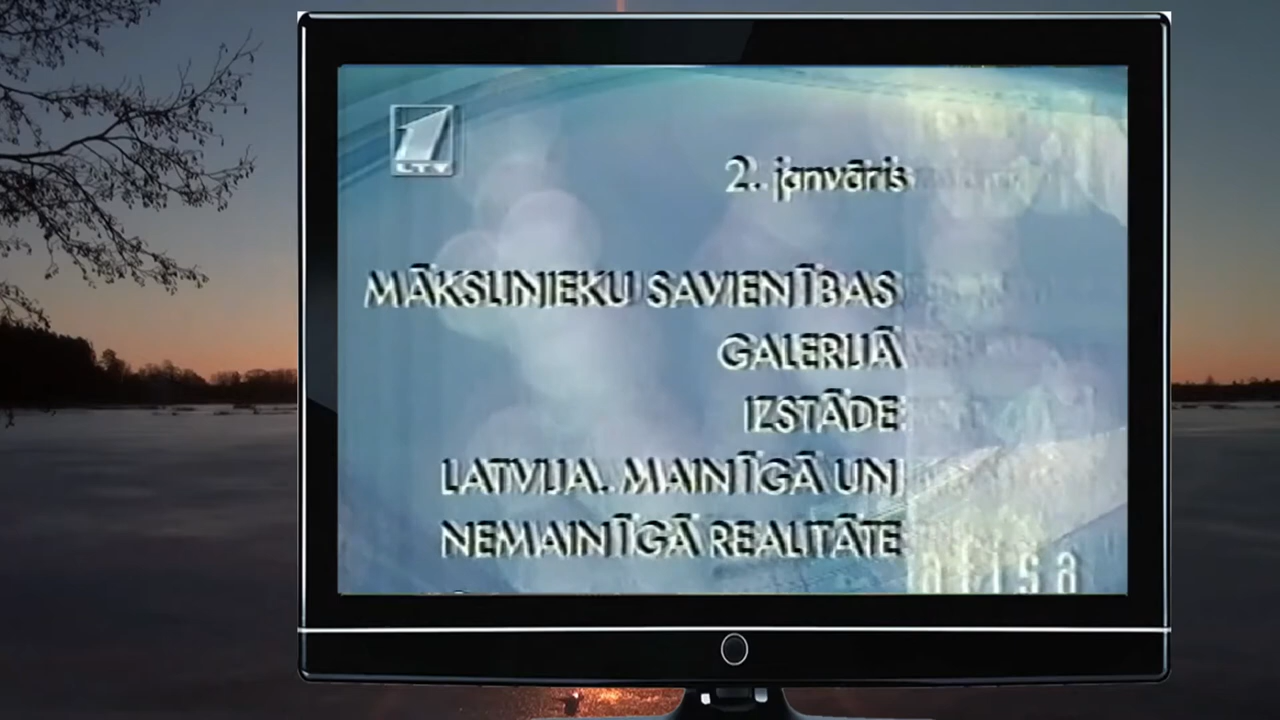 LTV
2. janvāris
MĀKSLINIEKU SAVIENĪBAS
GALERIJĀ
IZSTĀDE
LATVIJA. MAINĪGĀ UN
NEMAINĪGĀ REALITĀTE